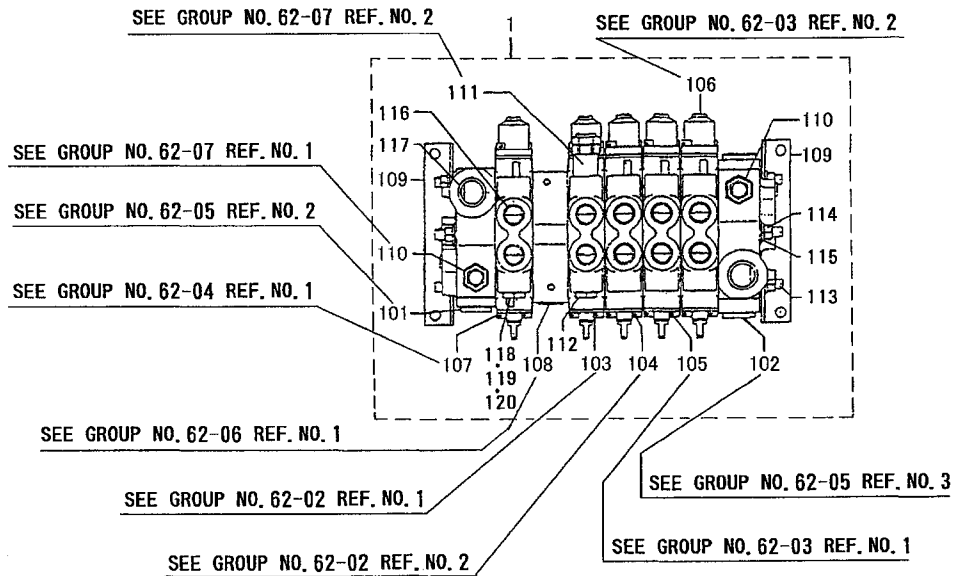 SEE GROUP NO. 62-07 REF. NO. 2
1
SEE GROUP NO. 62-03 REF. NO. 2
106
111
116
110
117
SEE GROUP NO. 62-07 REF. NO. 1
109
109
SEE GROUP NO. 62-05 REF. NO. 2
114
115
110
SEE GROUP NO. 62-04 REF. NO. 1
113
101
112
107
118
108
103
104
105
102
119
120
SEE GROUP NO. 62-06 REF. NO. 1
SEE GROUP NO. 62-05 REF. NO. 3
SEE GROUP NO. 62-02 REF. NO. 1
SEE GROUP NO. 62-03 REF. NO. 1
SEE GROUP NO. 62-02 REF. NO. 2